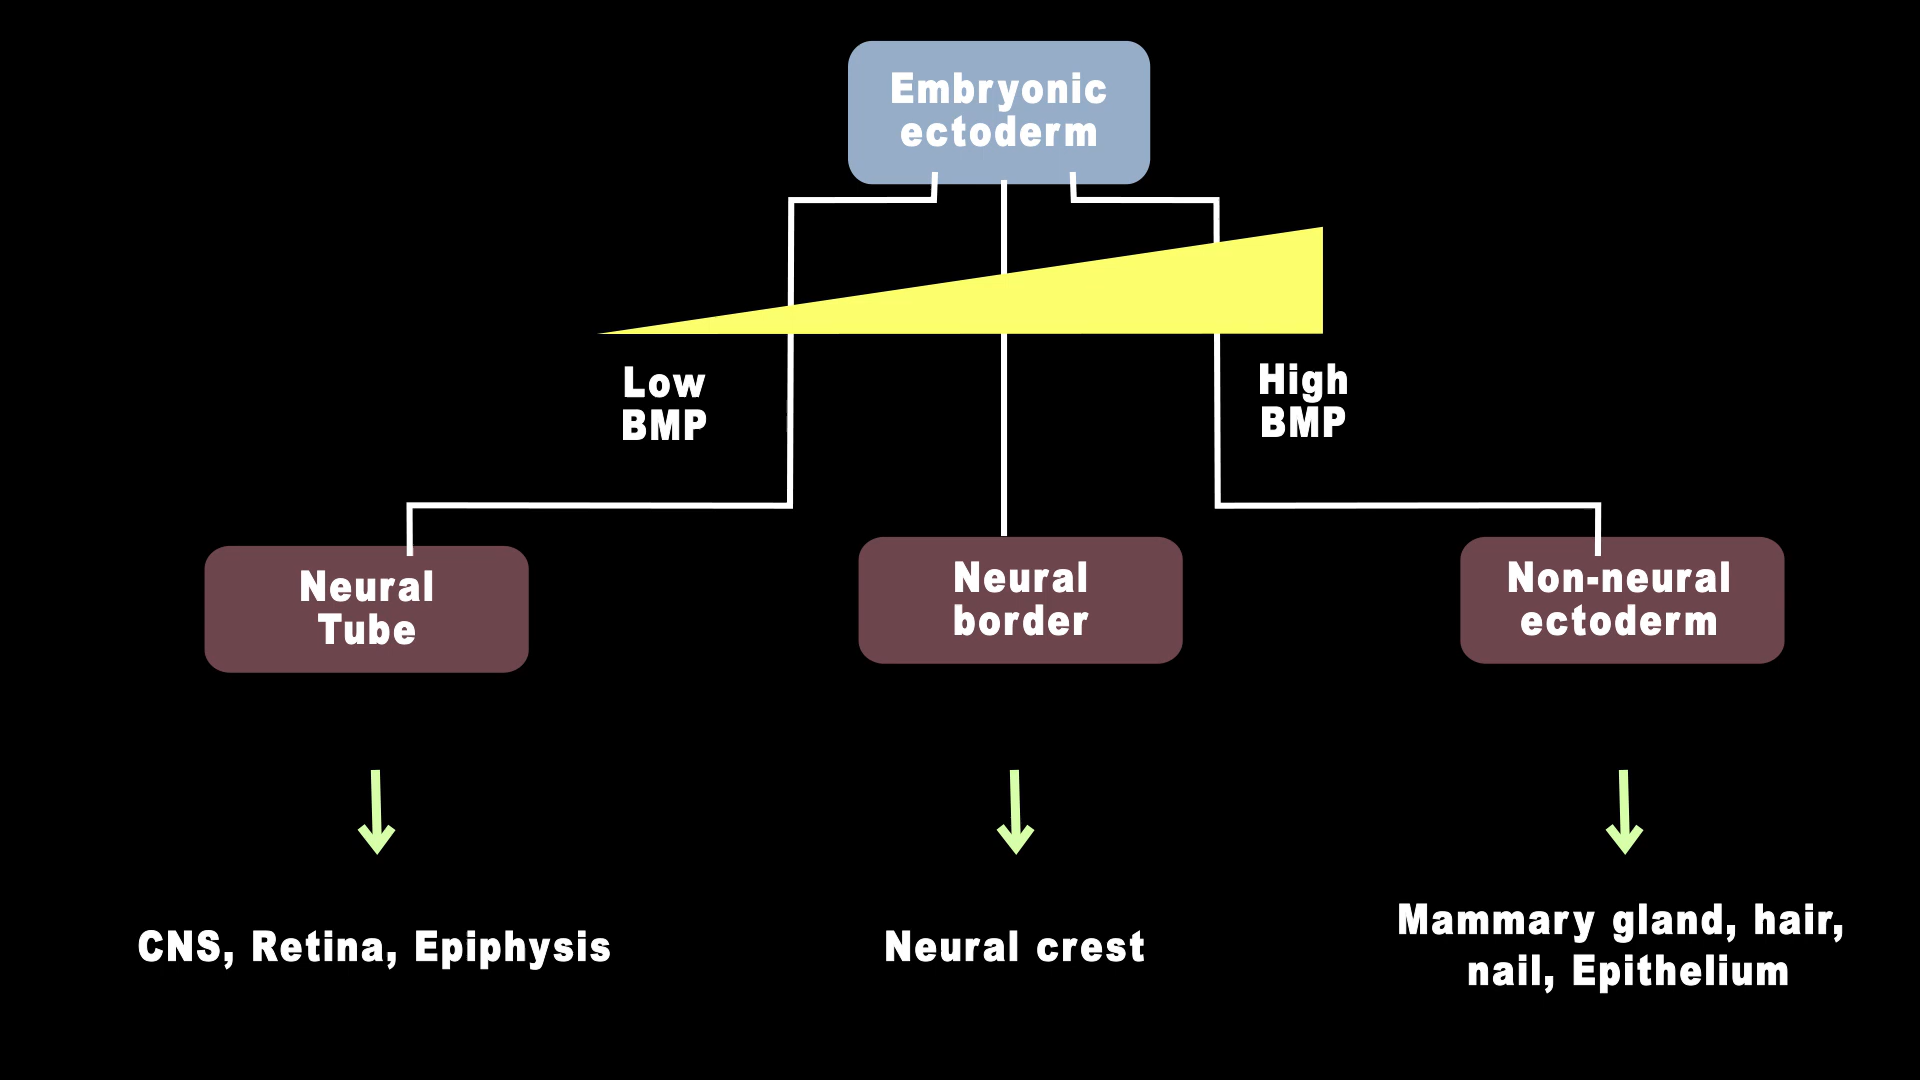 Embryonic
ectoderm
Low
BMP
High
BMP
Neural
Tube
Neural
border
Non-neural
ectoderm
CNS, Retina, Epiphysis
Neural crest
Mammary gland, hair,
nail, Epithelium